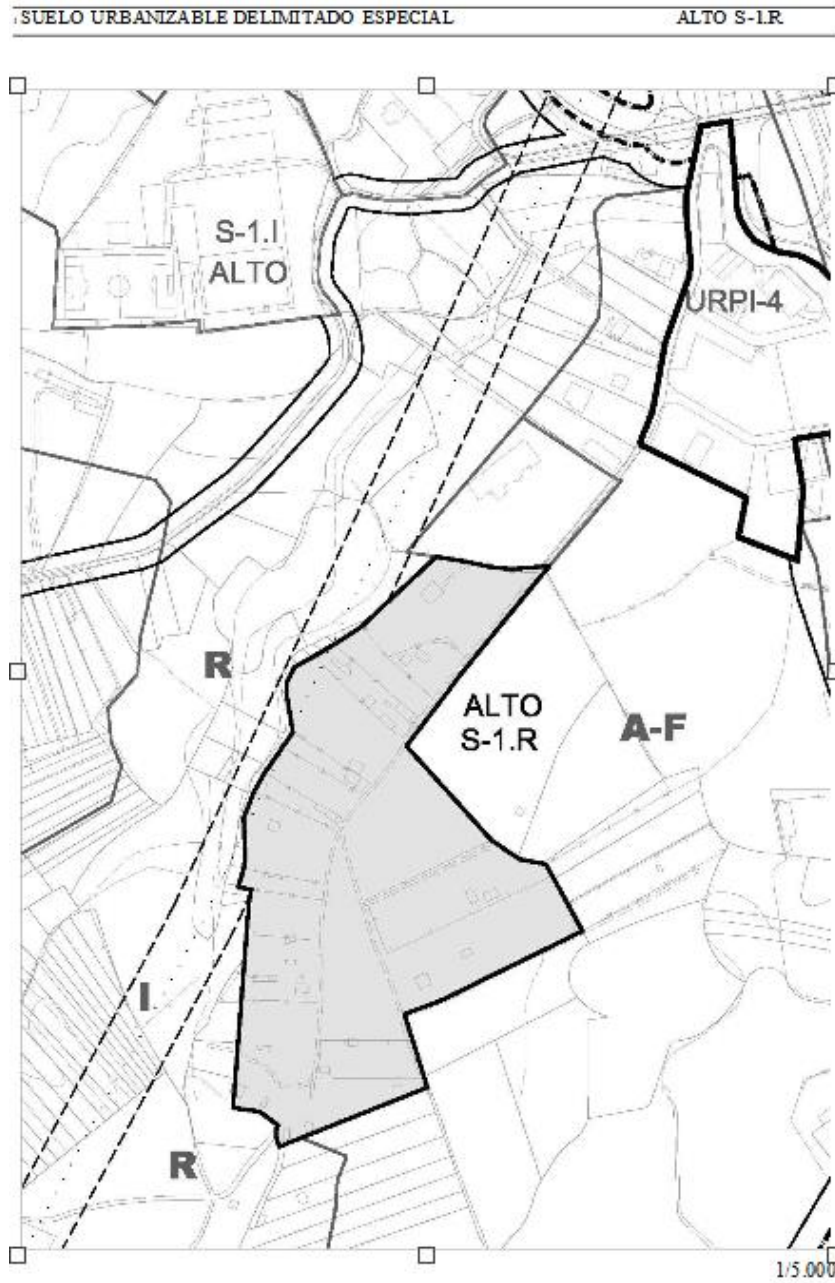 SUELO URBANIZABLE DELIMITADO ESPECIAL
ALTO S-1.R
S-1.I
ALTO
URPI-4
R
ALTO
S-1.R
A-F
I
R
1/5.000